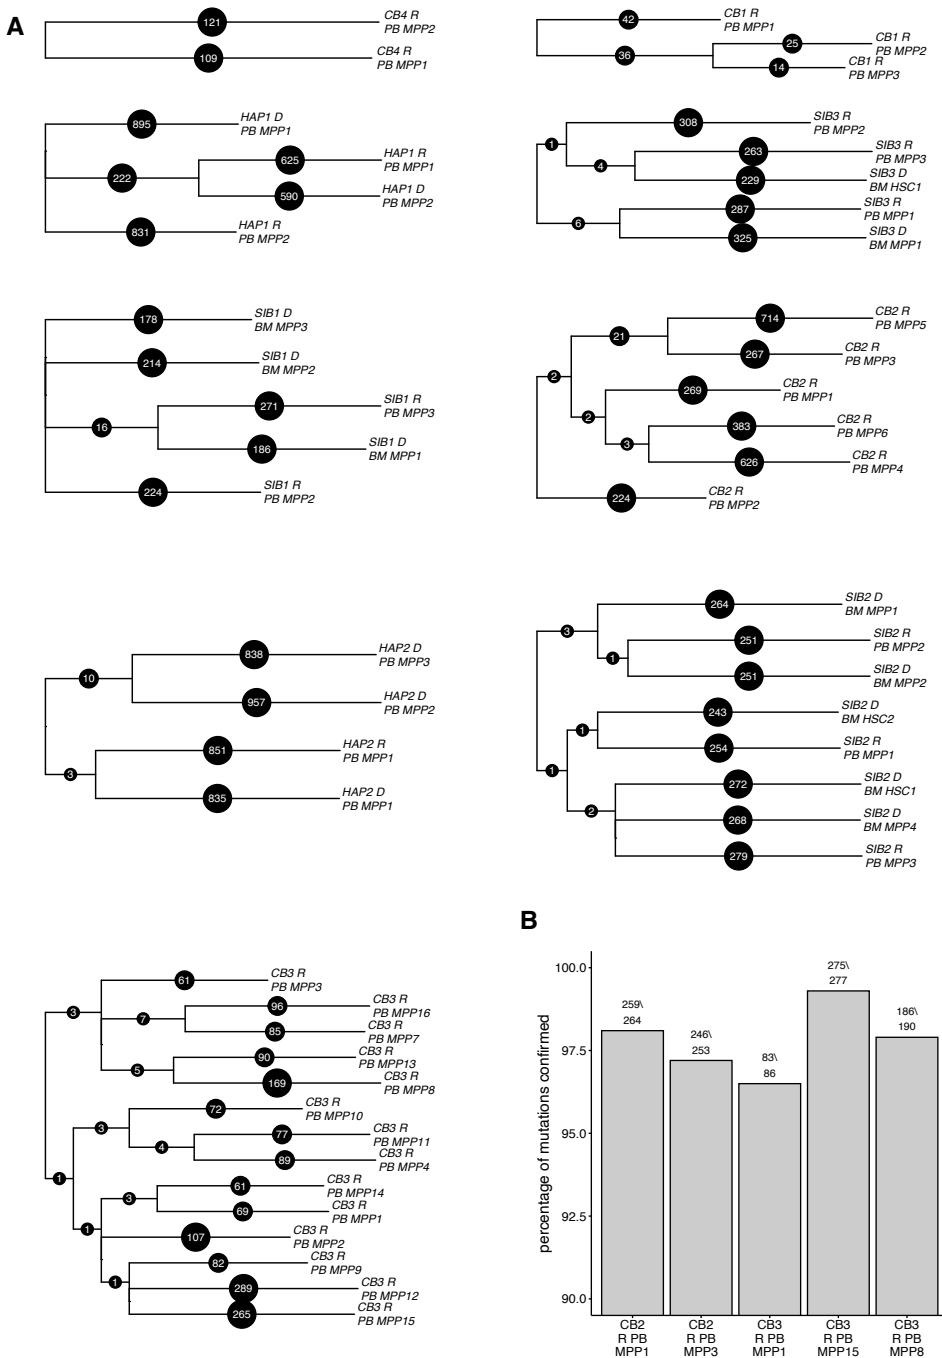 A
121
CB4 R
PB MPP2
109
CB4 R
PB MPP1
42
CB1 R
PB MPP1
36
25
CB1 R
PB MPP2
14
CB1 R
PB MPP3
895
HAP1 D
PB MPP1
222
625
HAP1 R
PB MPP1
590
HAP1 D
PB MPP2
831
HAP1 R
PB MPP2
308
SIB3 R
PB MPP2
1
4
263
SIB3 R
PB MPP3
229
SIB3 D
BM HSC1
6
287
SIB3 R
PB MPP1
325
SIB3 D
BM MPP1
178
SIB1 D
BM MPP3
214
SIB1 D
BM MPP2
16
271
SIB1 R
PB MPP3
186
SIB1 D
BM MPP1
224
SIB1 R
PB MPP2
2
21
714
CB2 R
PB MPP5
267
CB2 R
PB MPP3
2
269
CB2 R
PB MPP1
3
383
CB2 R
PB MPP6
626
CB2 R
PB MPP4
224
CB2 R
PB MPP2
10
838
HAP2 D
PB MPP3
957
HAP2 D
PB MPP2
3
851
HAP2 R
PB MPP1
835
HAP2 D
PB MPP1
3
264
SIB2 D
BM MPP1
1
251
SIB2 R
PB MPP2
251
SIB2 D
BM MPP2
1
1
243
SIB2 D
BM HSC2
254
SIB2 R
PB MPP1
2
272
SIB2 D
BM HSC1
268
SIB2 D
BM MPP4
279
SIB2 R
PB MPP3
3
61
CB3 R
PB MPP3
7
96
CB3 R
PB MPP16
85
CB3 R
PB MPP7
5
90
CB3 R
PB MPP13
169
CB3 R
PB MPP8
1
3
72
CB3 R
PB MPP10
4
77
CB3 R
PB MPP11
89
CB3 R
PB MPP4
1
3
61
CB3 R
PB MPP14
69
CB3 R
PB MPP1
107
CB3 R
PB MPP2
1
82
CB3 R
PB MPP9
289
CB3 R
PB MPP12
265
CB3 R
PB MPP15
B
percentage of mutations confirmed
100.0
97.5
95.0
92.5
90.0
259\
264
246\
253
83\
86
275\
277
186\
190
CB2
R PB
MPP1
CB2
R PB
MPP3
CB3
R PB
MPP1
CB3
R PB
MPP15
CB3
R PB
MPP8